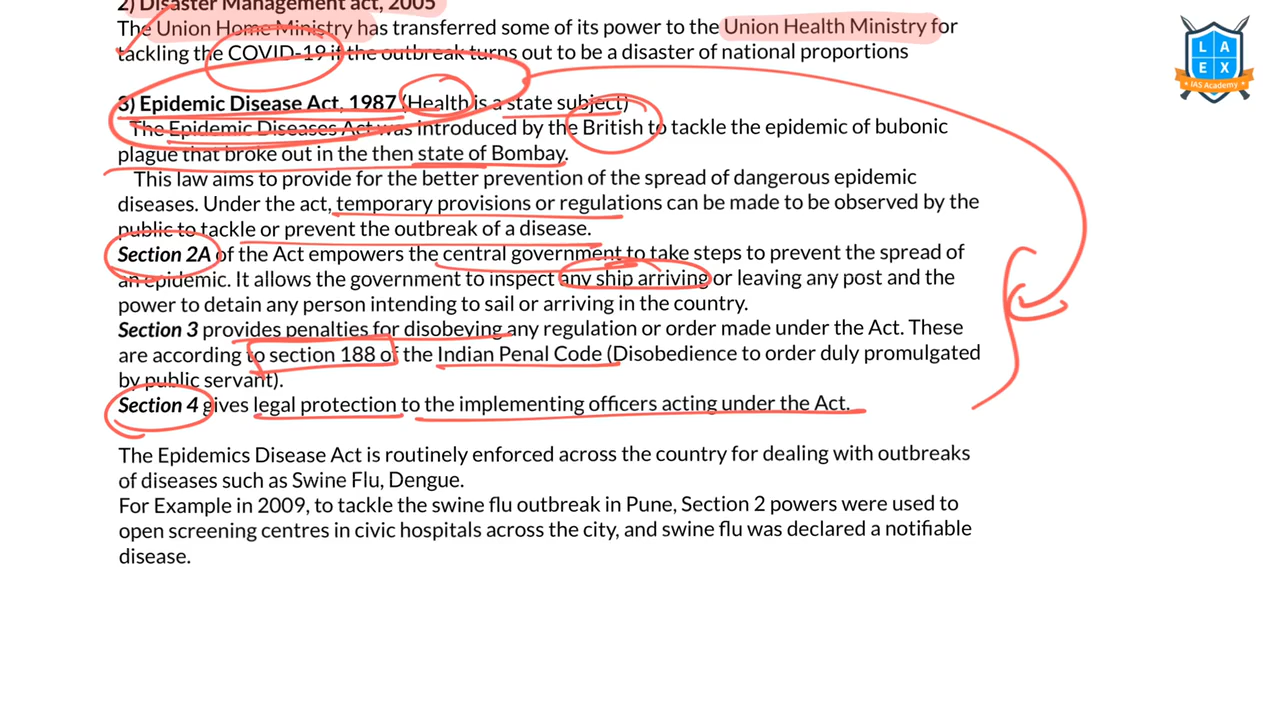 2) Disaster Management act, 2005
The Union Home Ministry has transferred some of its power to the Union Health Ministry for
tackling the COVID-19 if the outbreak turns out to be a disaster of national proportions
3) Epidemic Disease Act, 1987 (Health is a state subject)
The Epidemic Diseases Act was introduced by the British to tackle the epidemic of bubonic
plague that broke out in the then state of Bombay.
This law aims to provide for the better prevention of the spread of dangerous epidemic
diseases. Under the act, temporary provisions or regulations can be made to be observed by the
public to tackle or prevent the outbreak of a disease.
Section 2A of the Act empowers the central government to take steps to prevent the spread of
an epidemic. It allows the government to inspect any ship arriving or leaving any post and the
power to detain any person intending to sail or arriving in the country.
Section 3 provides penalties for disobeying any regulation or order made under the Act. These
are according to section 188 of the Indian Penal Code (Disobedience to order duly promulgated
by public servant).
Section 4 gives legal protection to the implementing officers acting under the Act.
The Epidemics Disease Act is routinely enforced across the country for dealing with outbreaks
of diseases such as Swine Flu, Dengue.
For Example in 2009, to tackle the swine flu outbreak in Pune, Section 2 powers were used to
open screening centres in civic hospitals across the city, and swine flu was declared a notifiable
disease.
L A
E X
IAS Academy